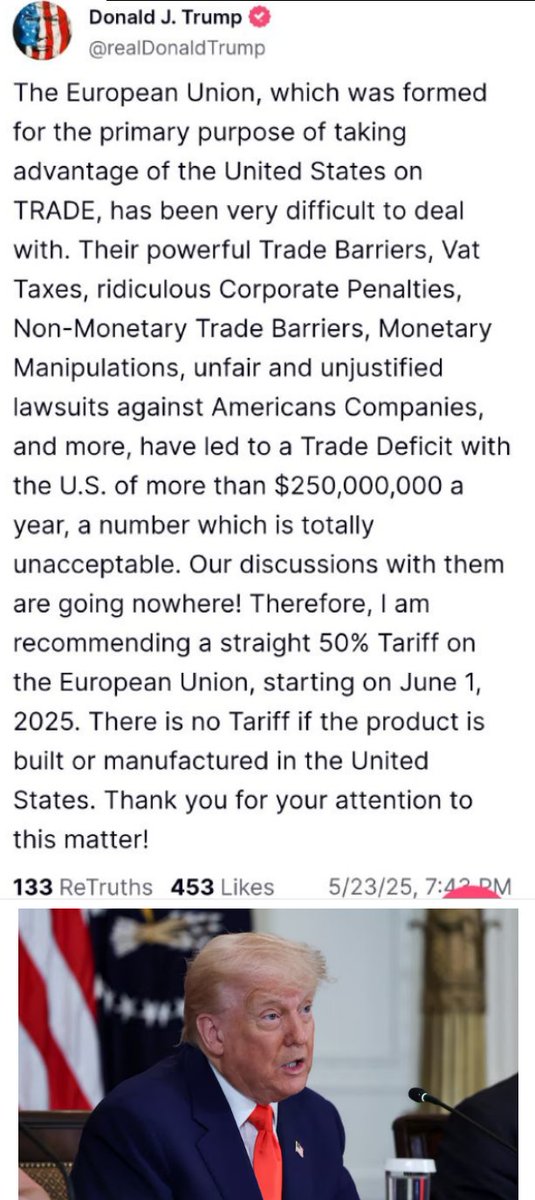 Donald J. Trump
@realDonaldTrump
The European Union, which was formed
for the primary purpose of taking
advantage of the United States on
TRADE, has been very difficult to deal
with. Their powerful Trade Barriers, Vat
Taxes, ridiculous Corporate Penalties,
Non-Monetary Trade Barriers, Monetary
Manipulations, unfair and unjustified
lawsuits against Americans Companies,
and more, have led to a Trade Deficit with
the U.S. of more than $250,000,000 a
year, a number which is totally
unacceptable. Our discussions with them
are going nowhere! Therefore, I am
recommending a straight 50% Tariff on
the European Union, starting on June 1,
2025. There is no Tariff if the product is
built or manufactured in the United
States. Thank you for your attention to
this matter!
133 ReTruths 453 Likes 5/23/25, PM